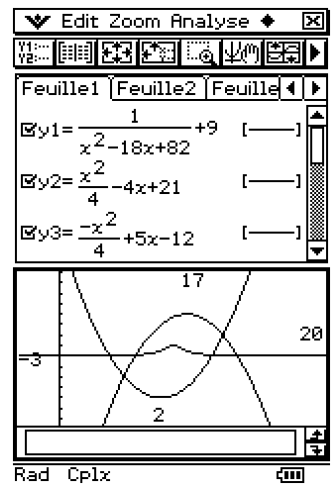 Edit Zoom Analyse ◆
Feuille1 Feuille2 Feuille
y1=1/(x²-18x+82)+9 [—]
y2=x²/4-4x+21 [—]
y3=-x²/4+5x-12 [—]
17
20
=3
2
Rad Cplx